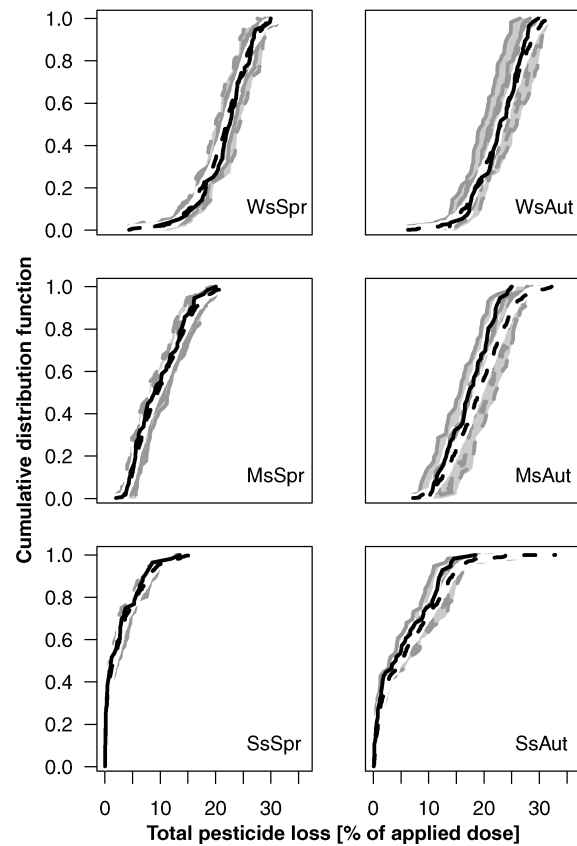 1.0
0.8
0.6
0.4
0.2
0.0
WsSpr
WsAut
1.0
0.8
0.6
0.4
0.2
0.0
MsSpr
MsAut
1.0
0.8
0.6
0.4
0.2
0.0
SsSpr
SsAut
0 10 20 30 0 10 20 30
Cumulative distribution function
Total pesticide loss [% of applied dose]